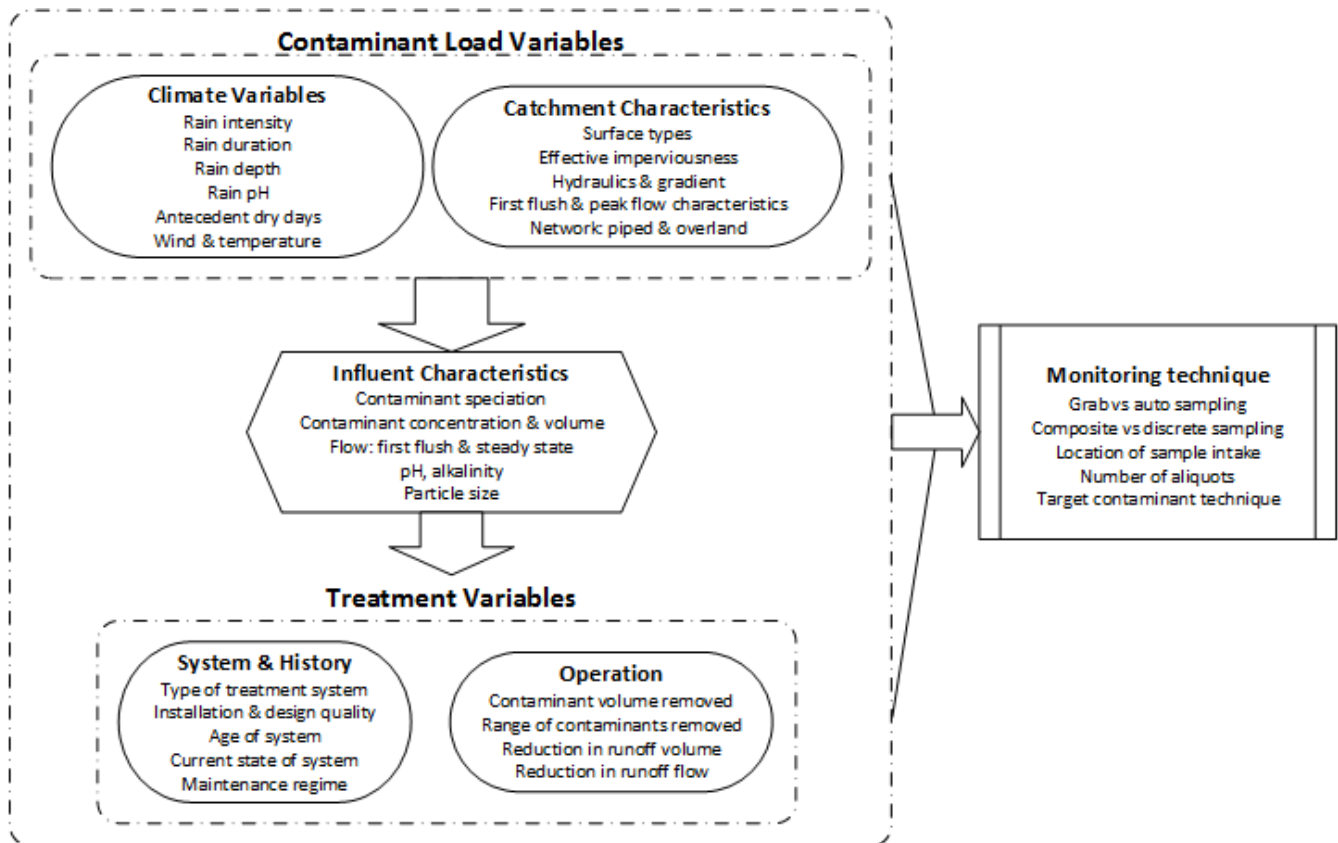 Contaminant Load Variables
Climate Variables
Rain intensity
Rain duration
Rain depth
Rain pH
Antecedent dry days
Wind & temperature
Catchment Characteristics
Surface types
Effective imperviousness
Hydraulics & gradient
First flush & peak flow characteristics
Network: piped & overland
Influent Characteristics
Contaminant speciation
Contaminant concentration & volume
Flow: first flush & steady state
pH, alkalinity
Particle size
Treatment Variables
System & History
Type of treatment system
Installation & design quality
Age of system
Current state of system
Maintenance regime
Operation
Contaminant volume removed
Range of contaminants removed
Reduction in runoff volume
Reduction in runoff flow
Monitoring technique
Grab vs auto sampling
Composite vs discrete sampling
Location of sample intake
Number of aliquots
Target contaminant technique